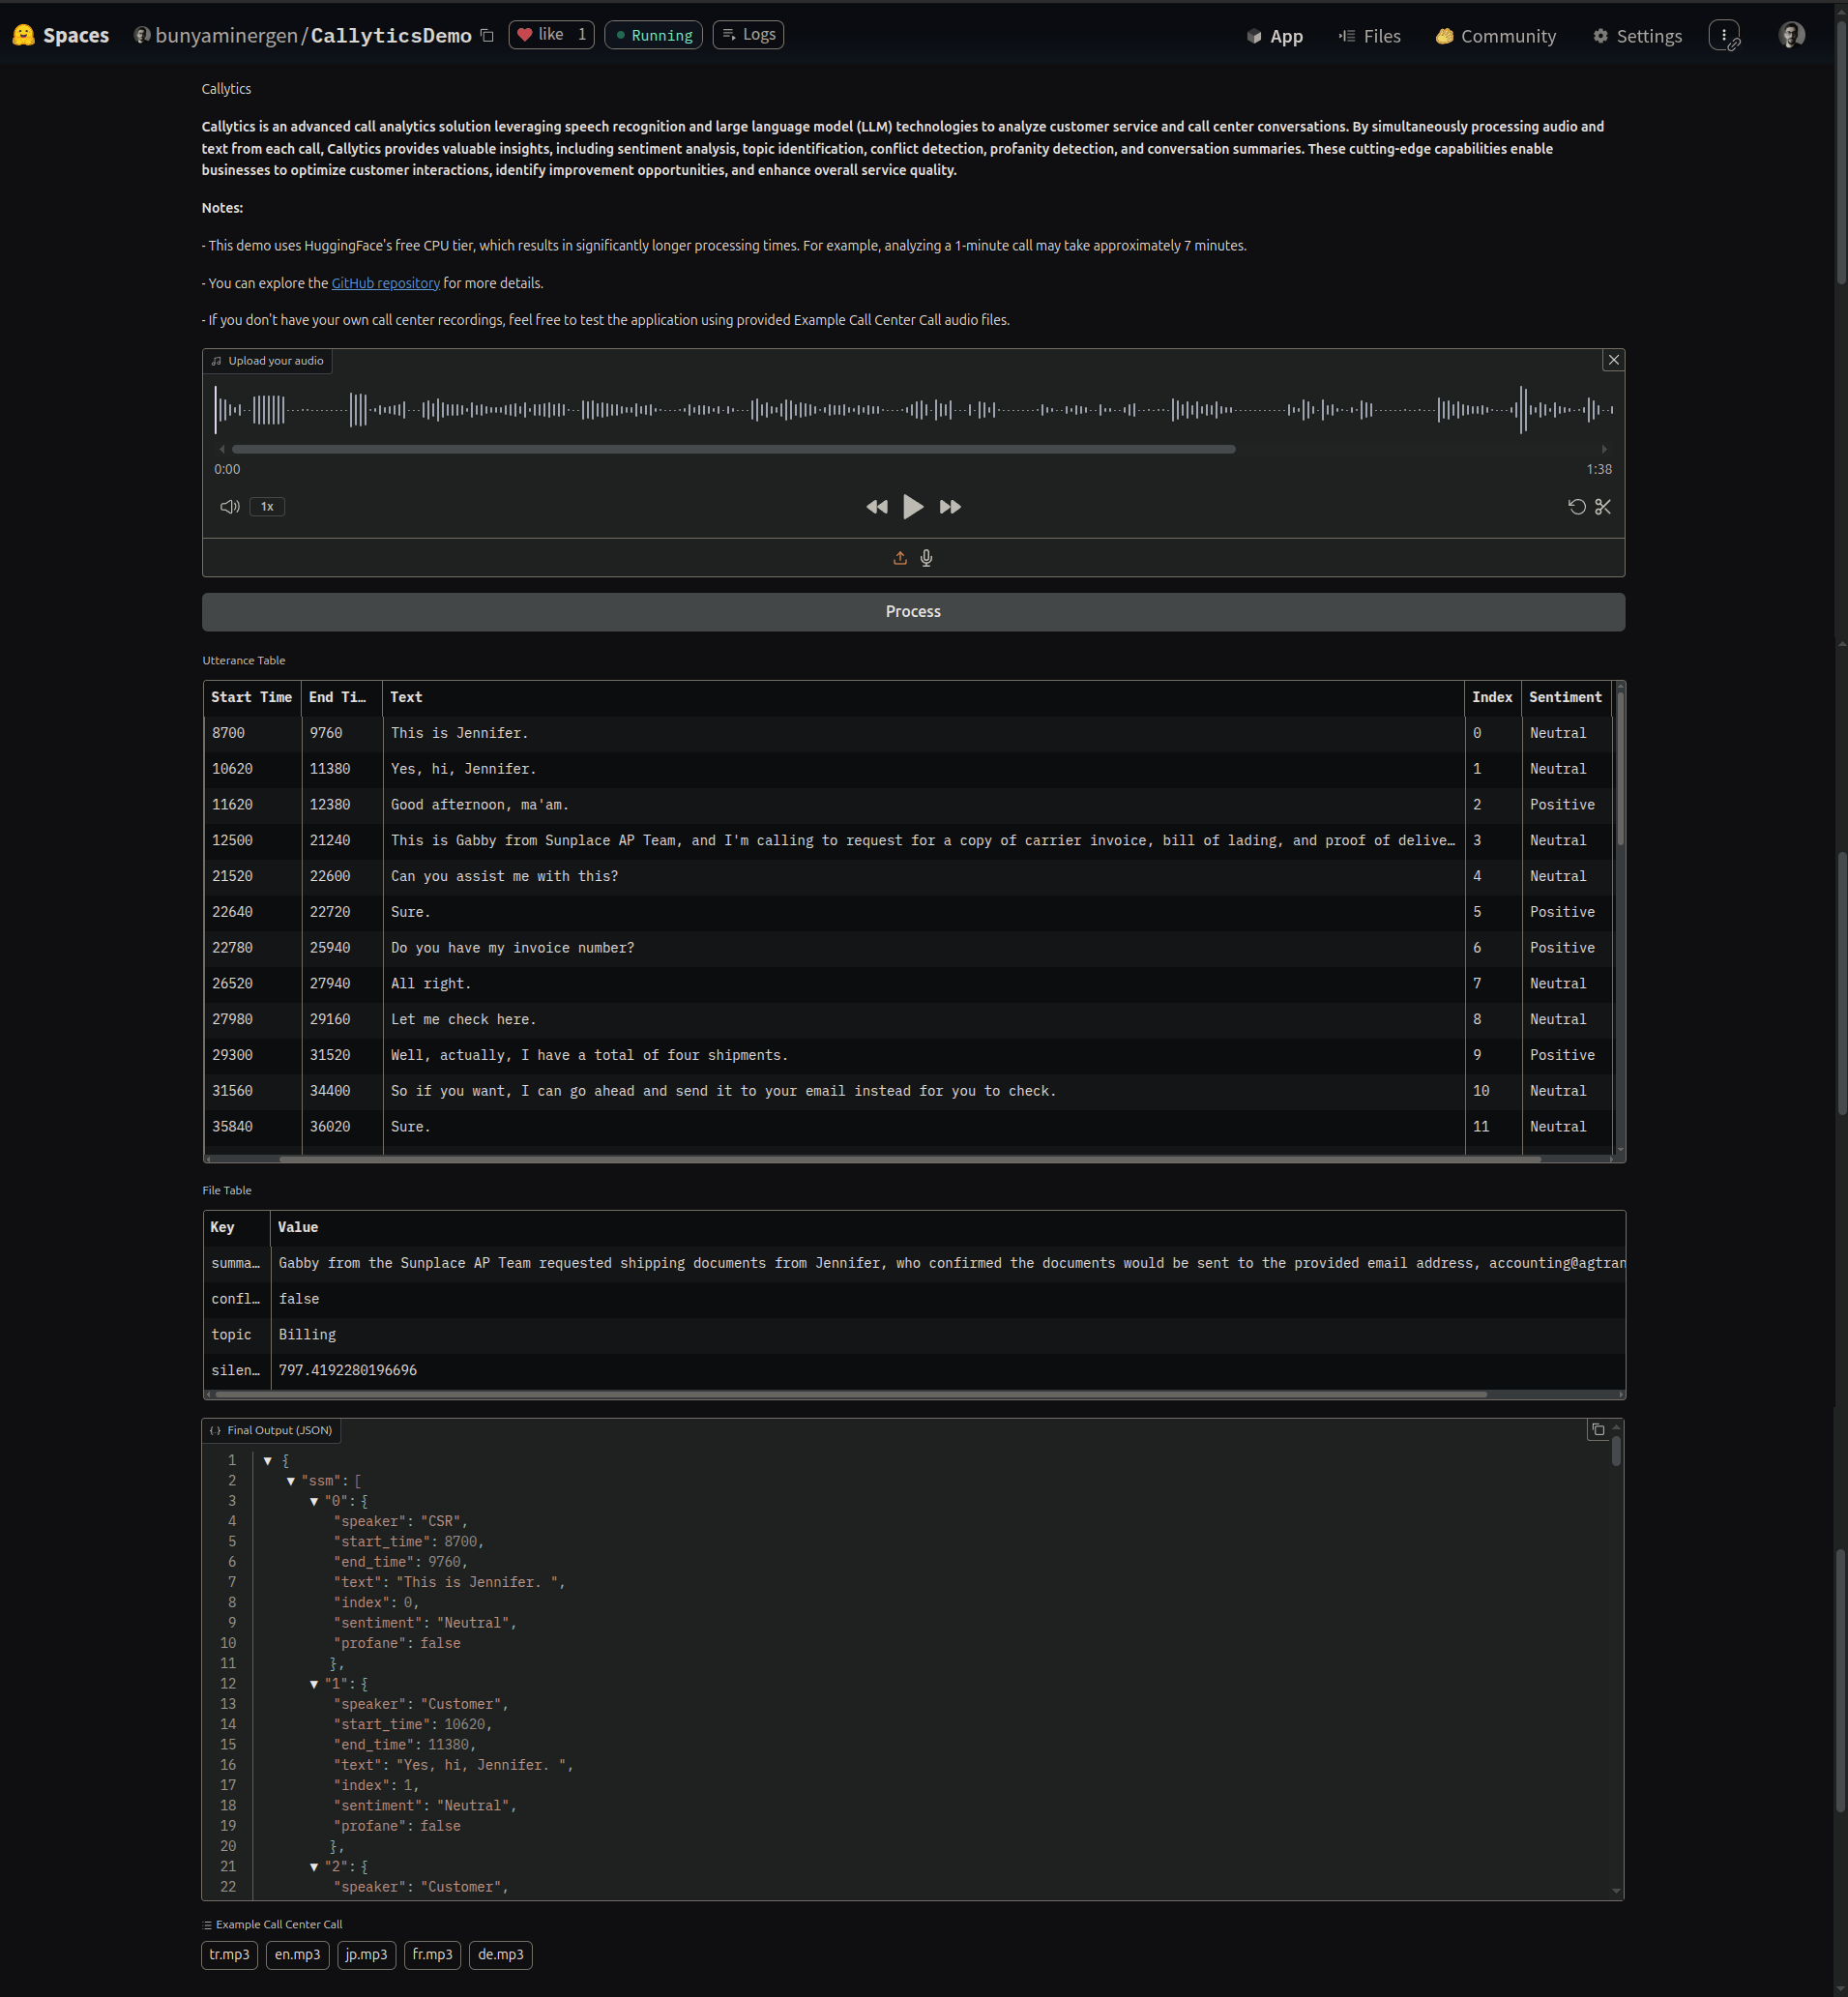 Spaces bunyaminergen/CallyticsDemo like 1 Running Logs App Files Community Settings
Callytics
Callytics is an advanced call analytics solution leveraging speech recognition and large language model (LLM) technologies to analyze customer service and call center conversations. By simultaneously processing audio and
text from each call, Callytics provides valuable insights, including sentiment analysis, topic identification, conflict detection, profanity detection, and conversation summaries. These cutting-edge capabilities enable
businesses to optimize customer interactions, identify improvement opportunities, and enhance overall service quality.
Notes:
- This demo uses HuggingFace's free CPU tier, which results in significantly longer processing times. For example, analyzing a 1-minute call may take approximately 7 minutes.
- You can explore the GitHub repository for more details.
- If you don't have your own call center recordings, feel free to test the application using provided Example Call Center Call audio files.
Upload your audio
0:00 1:38
1x
Process
Utterance Table
Start Time End Ti… Text Index Sentiment
8700 9760 This is Jennifer. 0 Neutral
10620 11380 Yes, hi, Jennifer. 1 Neutral
11620 12380 Good afternoon, ma'am. 2 Positive
12500 21240 This is Gabby from Sunplace AP Team, and I'm calling to request for a copy of carrier invoice, bill of lading, and proof of delive… 3 Neutral
21520 22600 Can you assist me with this? 4 Neutral
22640 22720 Sure. 5 Positive
22780 25940 Do you have my invoice number? 6 Positive
26520 27940 All right. 7 Neutral
27980 29160 Let me check here. 8 Neutral
29300 31520 Well, actually, I have a total of four shipments. 9 Positive
31560 34400 So if you want, I can go ahead and send it to your email instead for you to check. 10 Neutral
35840 36020 Sure. 11 Neutral
File Table
Key Value
summa… Gabby from the Sunplace AP Team requested shipping documents from Jennifer, who confirmed the documents would be sent to the provided email address, accounting@agtran
confl… false
topic Billing
silen… 797.4192280196696
{.} Final Output (JSON)
1 ▼ {
2 ▼ "ssm": [
3 ▼ "0": {
4 "speaker": "CSR",
5 "start_time": 8700,
6 "end_time": 9760,
7 "text": "This is Jennifer. ",
8 "index": 0,
9 "sentiment": "Neutral",
10 "profane": false
11 },
12 ▼ "1": {
13 "speaker": "Customer",
14 "start_time": 10620,
15 "end_time": 11380,
16 "text": "Yes, hi, Jennifer. ",
17 "index": 1,
18 "sentiment": "Neutral",
19 "profane": false
20 },
21 ▼ "2": {
22 "speaker": "Customer",
Example Call Center Call
tr.mp3 en.mp3 jp.mp3 fr.mp3 de.mp3